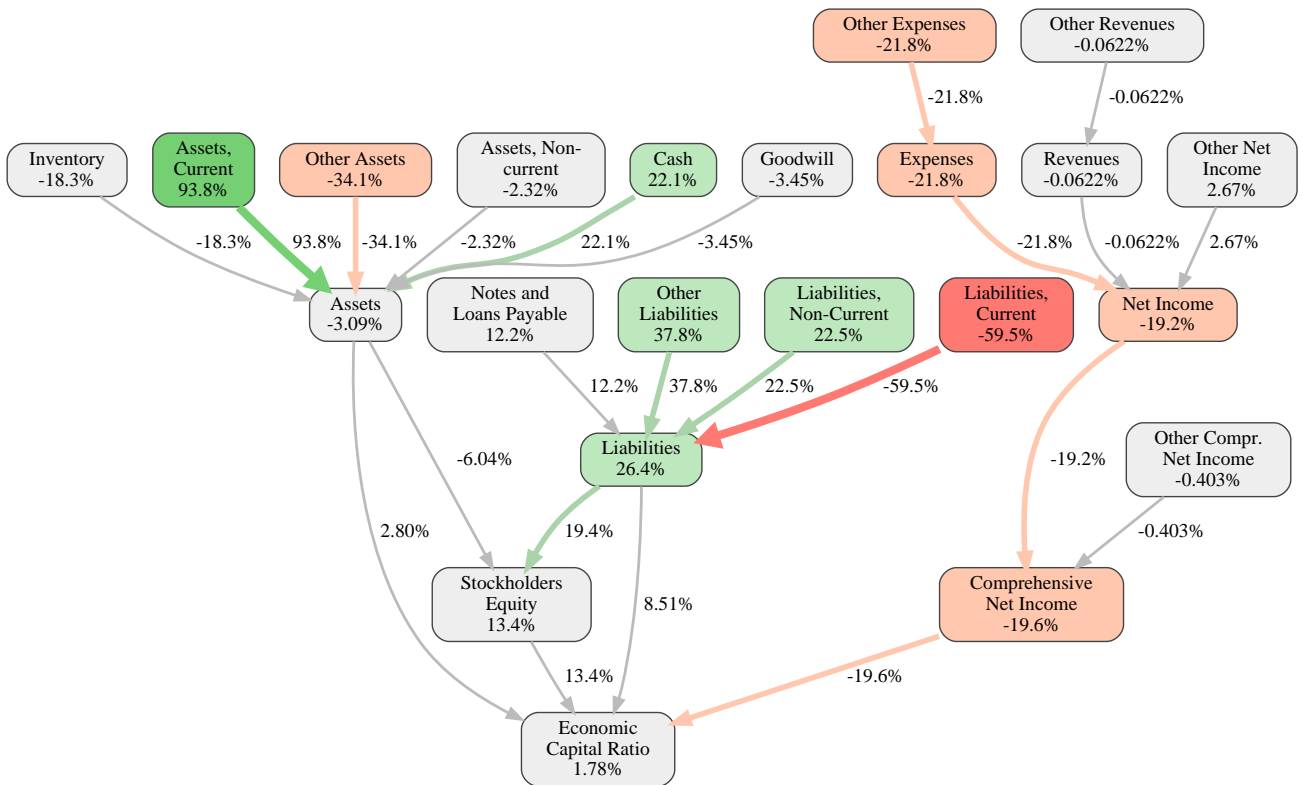 Other Expenses
-21.8%
Other Revenues
-0.0622%
-21.8%
-0.0622%
Inventory
-18.3%
Assets,
Current
93.8%
Other Assets
-34.1%
Assets, Non-
current
-2.32%
Cash
22.1%
Goodwill
-3.45%
Expenses
-21.8%
Revenues
-0.0622%
Other Net
Income
2.67%
-18.3%
93.8%
-34.1%
-2.32%
22.1%
-3.45%
-21.8%
-0.0622%
2.67%
Assets
-3.09%
Notes and
Loans Payable
12.2%
Other
Liabilities
37.8%
Liabilities,
Non-Current
22.5%
Liabilities,
Current
-59.5%
Net Income
-19.2%
12.2%
37.8%
22.5%
-59.5%
Liabilities
26.4%
Other Compr.
Net Income
-0.403%
-6.04%
-19.2%
2.80%
19.4%
-0.403%
Stockholders
Equity
13.4%
8.51%
Comprehensive
Net Income
-19.6%
13.4%
-19.6%
Economic
Capital Ratio
1.78%